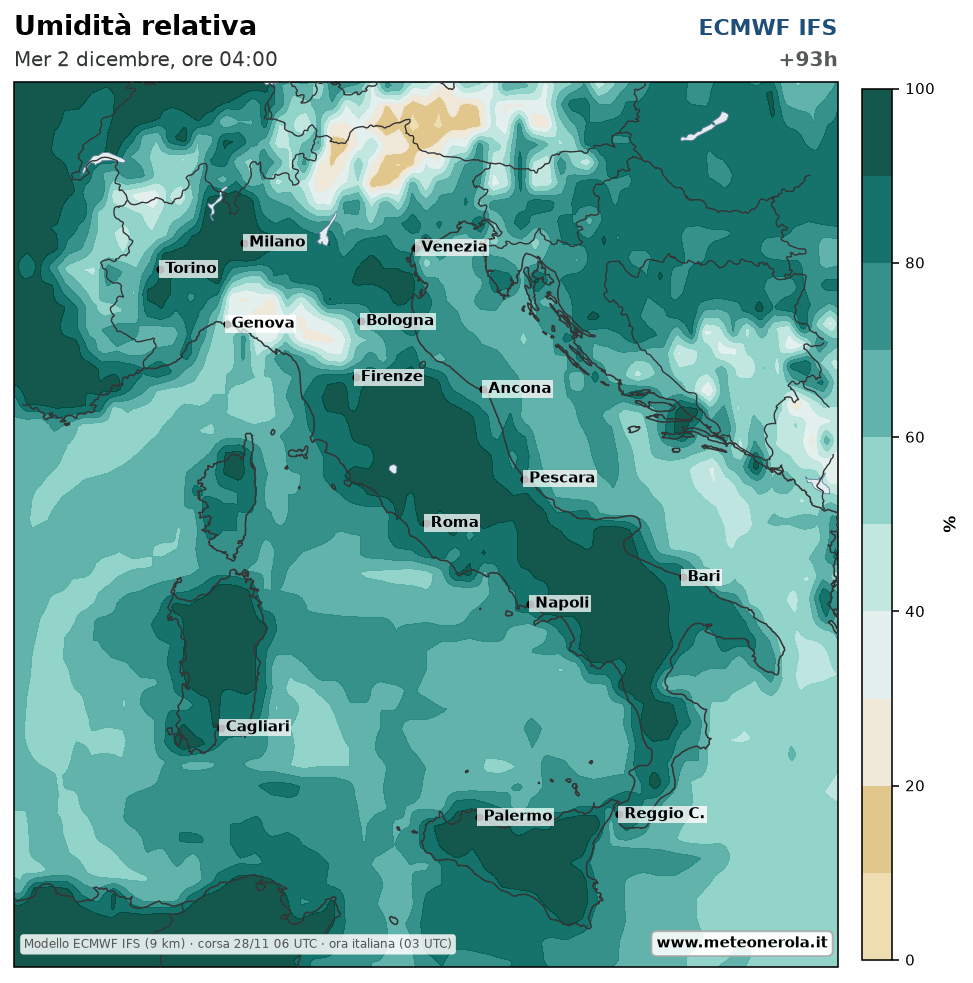 Umidità relativa
ECMWF IFS
Mer 2 dicembre, ore 04:00
+93h
100
80
60
40
20
0
%
Milano
Venezia
Torino
Genova
Bologna
Firenze
Ancona
Pescara
Roma
Bari
Napoli
Cagliari
Palermo
Reggio C.
Modello ECMWF IFS (9 km) · corsa 28/11 06 UTC · ora italiana (03 UTC)
www.meteonerola.it